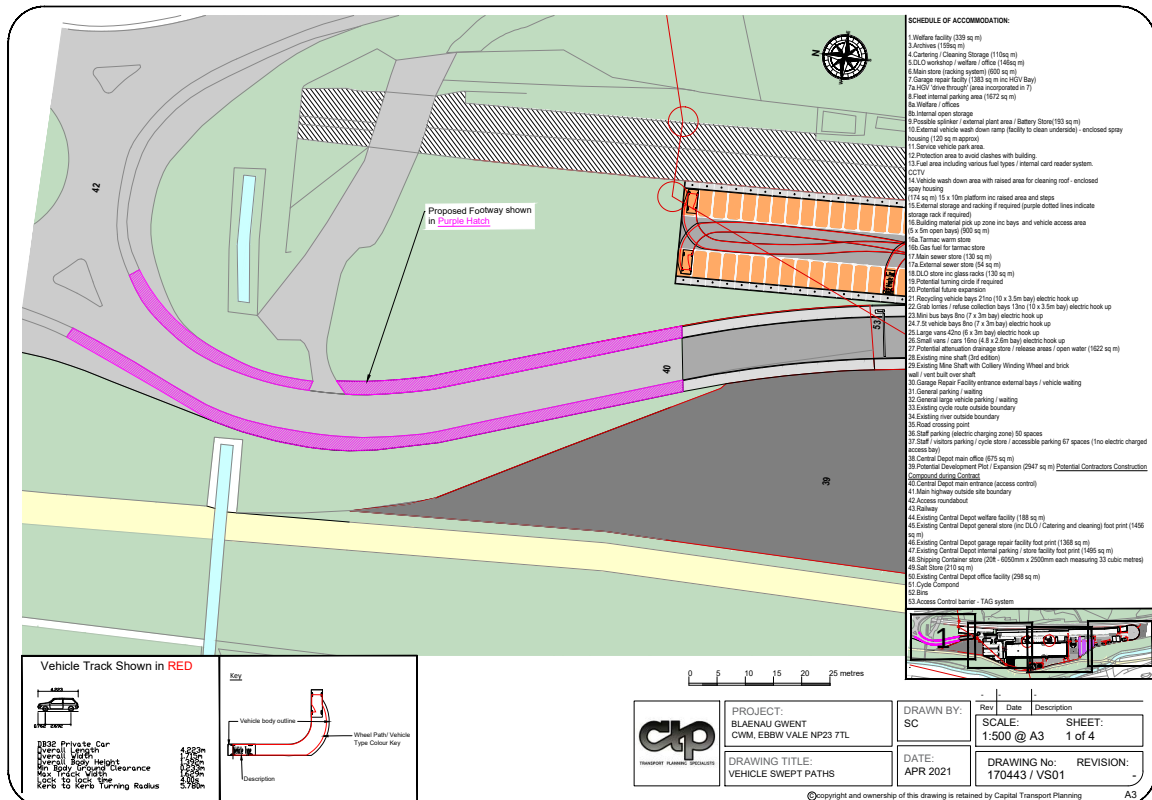 SCHEDULE OF ACCOMMODATION:
1.Welfare facility (339 sq m)
3.Archives (159sq m)
4.Cartering / Cleaning Storage (110sq m)
5.DLO workshop / welfare / office (146sq m)
6.Main store (racking system) (600 sq m)
7.Garage repair facilty (1383 sq m inc HGV Bay)
7a.HGV 'drive through' (area incorporated in 7)
8.Fleet internal parking area (1672 sq m)
8a.Welfare / offices
8b.Internal open storage
9.Possible splinker / external plant area / Battery Store(193 sq m)
10.External vehicle wash down ramp (facility to clean underside) - enclosed spray
housing (120 sq m approx)
11.Service vehicle park area.
12.Protection area to avoid clashes with building.
13.Fuel area including various fuel types / internal card reader system.
CCTV
14.Vehicle wash down area with raised area for cleaning roof - enclosed
spay housing
(174 sq m) 15 x 10m platform inc raised area and steps
15.External storage and racking if required (purple dotted lines indicate
storage rack if required)
16.Building material pick up zone inc bays and vehicle access area
(5 x 5m open bays) (900 sq m)
16a.Tarmac warm store
16b.Gas fuel for tarmac store
17.Main sewer store (130 sq m)
17a.External sewer store (54 sq m)
18.DLO store inc glass racks (130 sq m)
19.Potential turning circle if required
20.Potential future expansion
21.Recycling vehicle bays 21no (10 x 3.5m bay) electric hook up
22.Grab lorries / refuse collection bays 13no (10 x 3.5m bay) electric hook up
23.Mini bus bays 8no (7 x 3m bay) electric hook up
24.7.5t vehicle bays 8no (7 x 3m bay) electric hook up
25.Large vans 42no (6 x 3m bay) electric hook up
26.Small vans / cars 16no (4.8 x 2.6m bay) electric hook up
27.Potential attenuation drainage store / release areas / open water (1622 sq m)
28.Existing mine shaft (3rd edition)
29.Existing Mine Shaft with Colliery Winding Wheel and brick
wall / vent built over shaft
30.Garage Repair Facility entrance external bays / vehicle waiting
31.General parking / waiting
32.General large vehicle parking / waiting
33.Existing cycle route outside boundary
34.Existing river outside boundary
35.Road crossing point
36.Staff parking (electric charging zone) 50 spaces
37.Staff / visitors parking / cycle store / accessible parking 67 spaces (1no electric charged
access bay)
38.Central Depot main office (675 sq m)
39.Potential Development Plot / Expansion (2947 sq m) Potential Contractors Construction
Compound during Contract
40.Central Depot main entrance (access control)
41.Main highway outside site boundary
42.Access roundabout
43.Railway
44.Existing Central Depot welfare facility (188 sq m)
45.Existing Central Depot general store (inc DLO / Catering and cleaning) foot print (1456
sq m)
46.Existing Central Depot garage repair facility foot print (1368 sq m)
47.Existing Central Depot internal parking / store facility foot print (1495 sq m)
48.Shipping Container store (20ft - 6050mm x 2500mm each measuring 33 cubic metres)
49.Salt Store (210 sq m)
50.Existing Central Depot office facility (298 sq m)
51.Cycle Compond
52.Bins
53.Access Control barrier - TAG system
N
42
Proposed Footway shown
in Purple Hatch
53
40
39
1
Vehicle Track Shown in RED
4.223m
DB32 Private Car
Overall Length 4.223m
Overall Width 1.715m
Overall Body Height 1.392m
Min Body Ground Clearance 0.233m
Max Track Width 1.629m
Lock to lock time 4.00s
Kerb to Kerb Turning Radius 5.780m
Key
Vehicle body outline
Wheel Path/ Vehicle
Type Colour Key
Description
0 5 10 15 20 25 metres
ctp
TRANSPORT PLANNING SPECIALISTS
PROJECT:
BLAENAU GWENT
CWM, EBBW VALE NP23 7TL
DRAWING TITLE:
VEHICLE SWEPT PATHS
DRAWN BY:
SC
DATE:
APR 2021
- - -
Rev Date Description
SCALE: SHEET:
1:500 @ A3 1 of 4
DRAWING No: REVISION:
170443 / VS01 -
©copyright and ownership of this drawing is retained by Capital Transport Planning
A3